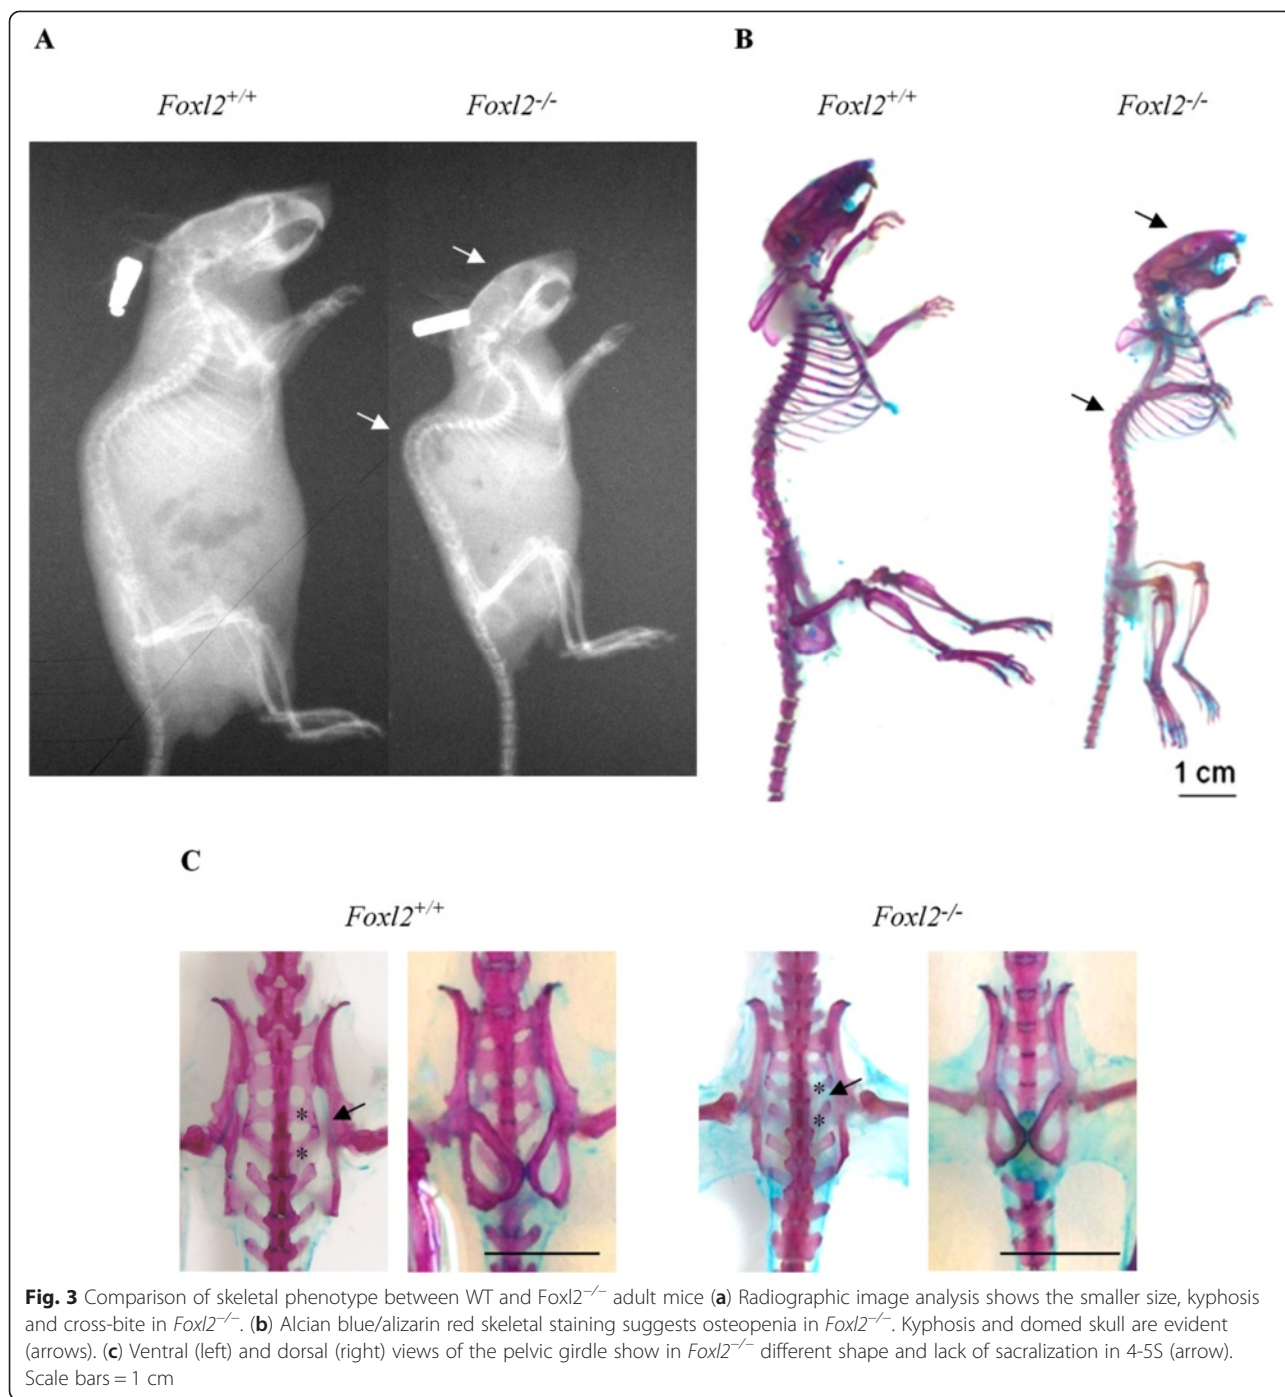 A
B
Foxl2+/+
Foxl2-/-
Foxl2+/+
Foxl2-/-
1 cm
C
Foxl2+/+
Foxl2-/-
*
*
*
*
Fig. 3 Comparison of skeletal phenotype between WT and Foxl2−/− adult mice (a) Radiographic image analysis shows the smaller size, kyphosis
and cross-bite in Foxl2−/−. (b) Alcian blue/alizarin red skeletal staining suggests osteopenia in Foxl2−/−. Kyphosis and domed skull are evident
(arrows). (c) Ventral (left) and dorsal (right) views of the pelvic girdle show in Foxl2−/− different shape and lack of sacralization in 4-5S (arrow).
Scale bars = 1 cm